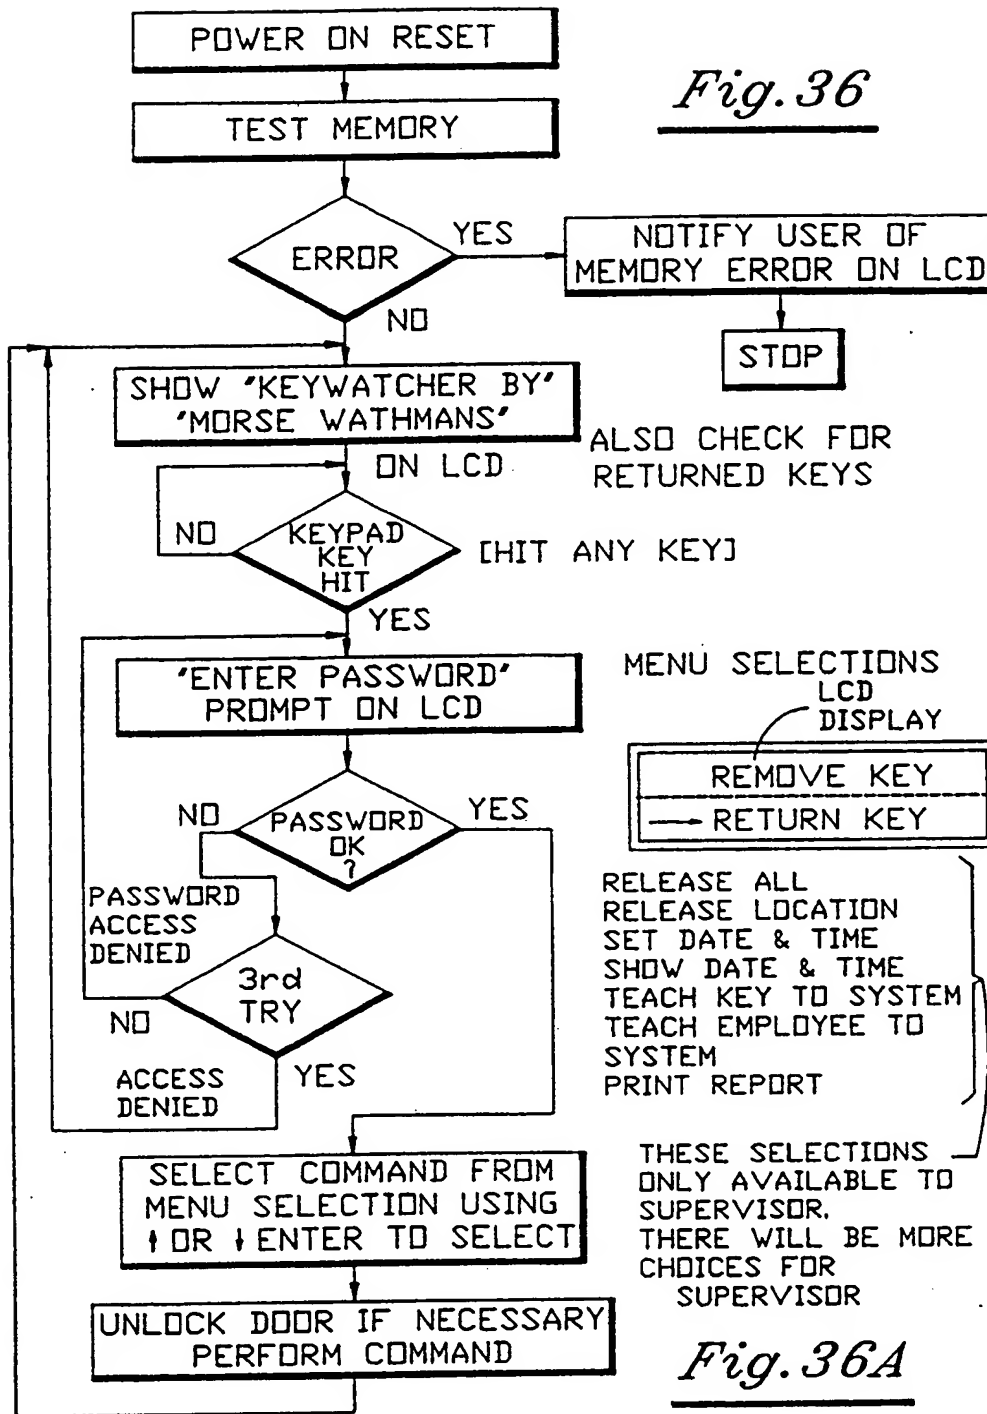 POWER ON RESET
Fig. 36
TEST MEMORY
ERROR
YES
NOTIFY USER OF
MEMORY ERROR ON LCD
NO
STOP
SHOW "KEYWATCHER BY"
"MORSE WATHMANS"
ON LCD
ALSO CHECK FOR
RETURNED KEYS
NO
KEYPAD
KEY
HIT
[HIT ANY KEY]
YES
"ENTER PASSWORD"
PROMPT ON LCD
NO
PASSWORD
OK
?
YES
PASSWORD
ACCESS
DENIED
3rd
TRY
NO
YES
ACCESS
DENIED
SELECT COMMAND FROM
MENU SELECTION USING
↑ OR ↓ ENTER TO SELECT
UNLOCK DOOR IF NECESSARY
PERFORM COMMAND
MENU SELECTIONS
LCD
DISPLAY
REMOVE KEY
→ RETURN KEY
RELEASE ALL
RELEASE LOCATION
SET DATE & TIME
SHOW DATE & TIME
TEACH KEY TO SYSTEM
TEACH EMPLOYEE TO
SYSTEM
PRINT REPORT
THESE SELECTIONS
ONLY AVAILABLE TO
SUPERVISOR.
THERE WILL BE MORE
CHOICES FOR
SUPERVISOR
Fig. 36A